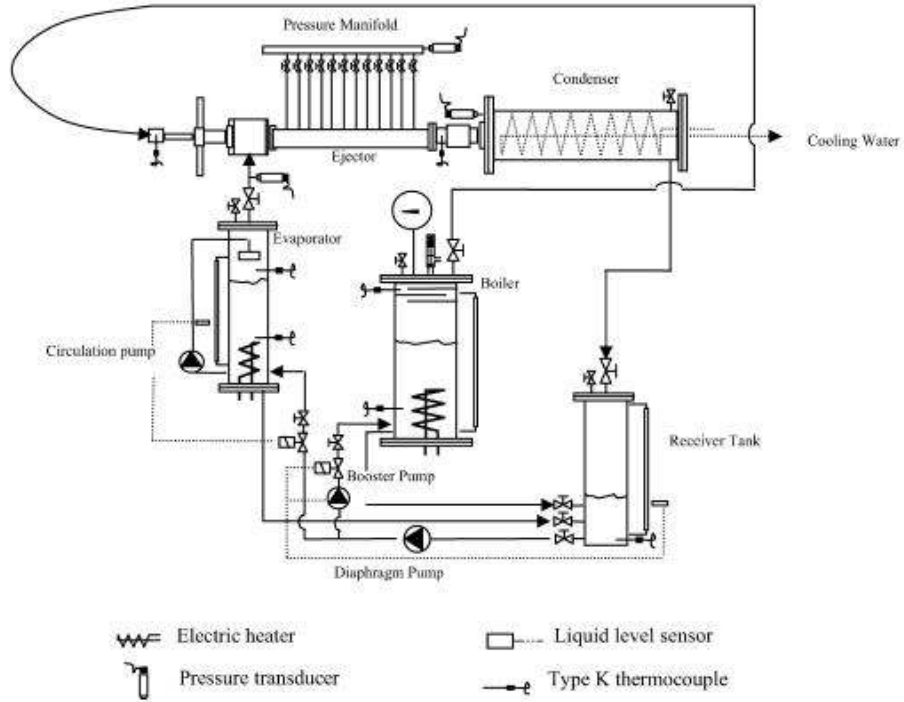 Pressure Manifold
Condenser
Cooling Water
Ejector
Evaporator
Boiler
Circulation pump
Receiver Tank
Booster Pump
Diaphragm Pump
Electric heater
Liquid level sensor
Pressure transducer
Type K thermocouple